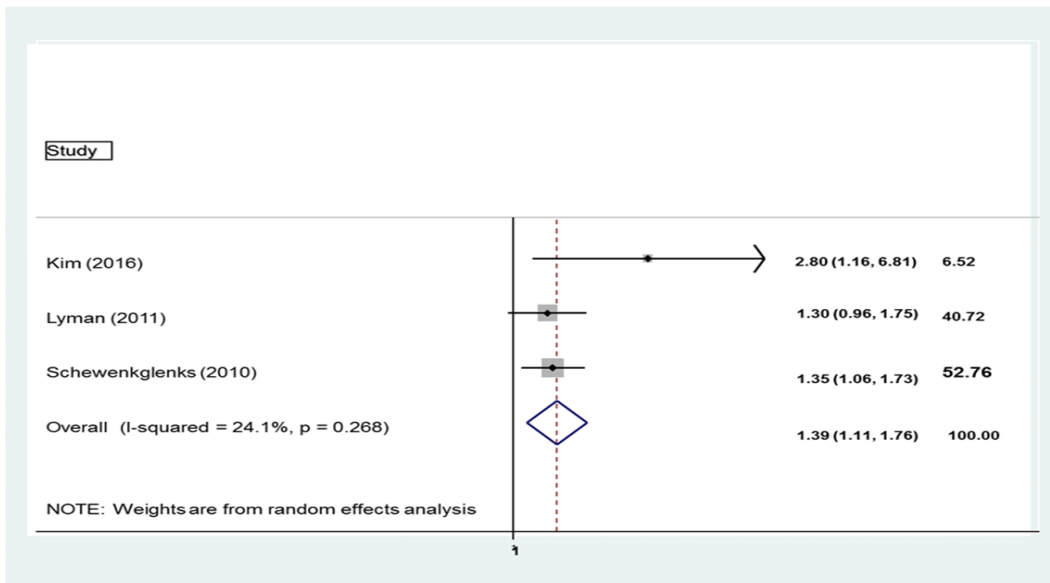 Study
Kim (2016) 2.80 (1.16, 6.81) 6.52
Lyman (2011) 1.30 (0.96, 1.75) 40.72
Schewenkglenks (2010) 1.35 (1.06, 1.73) 52.76
Overall (I-squared = 24.1%, p = 0.268) 1.39 (1.11, 1.76) 100.00
NOTE: Weights are from random effects analysis
1